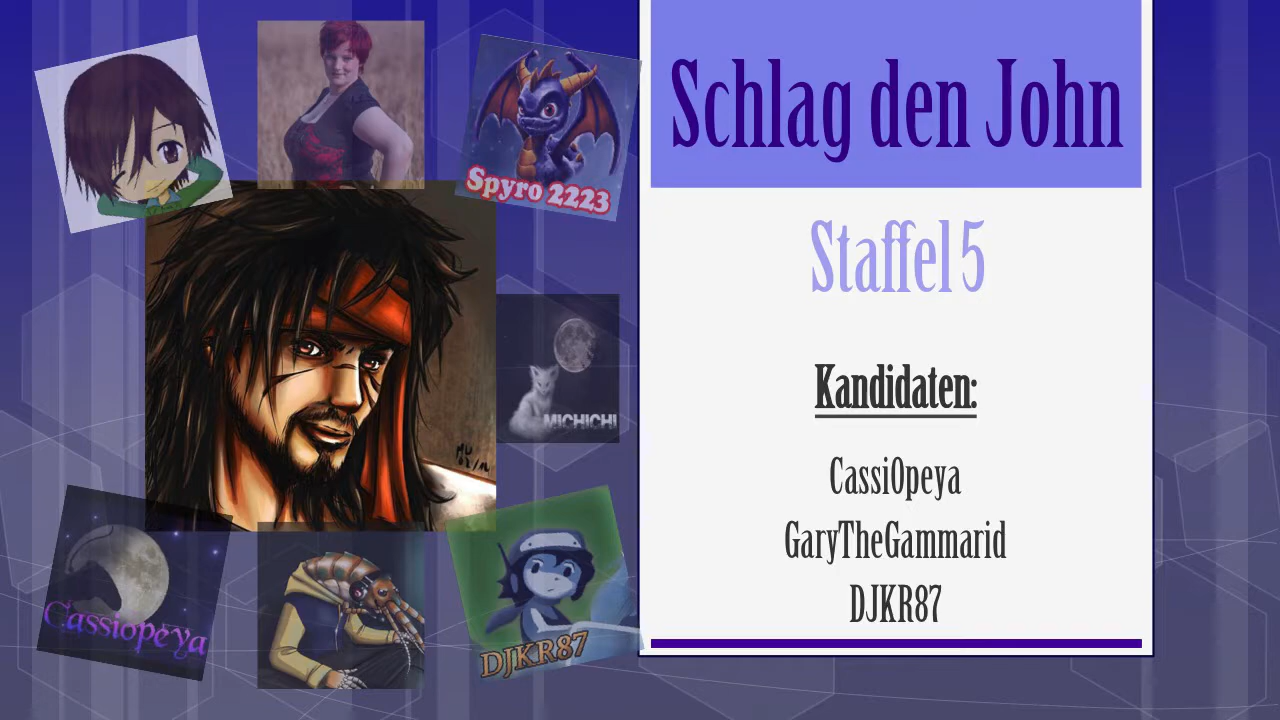 Schlag den John
Staffel 5
Kandidaten:
CassiOpeya
GaryTheGammarid
DJKR87
Spyro 2223
MICHICHI
Cassiopeya
DJKR87